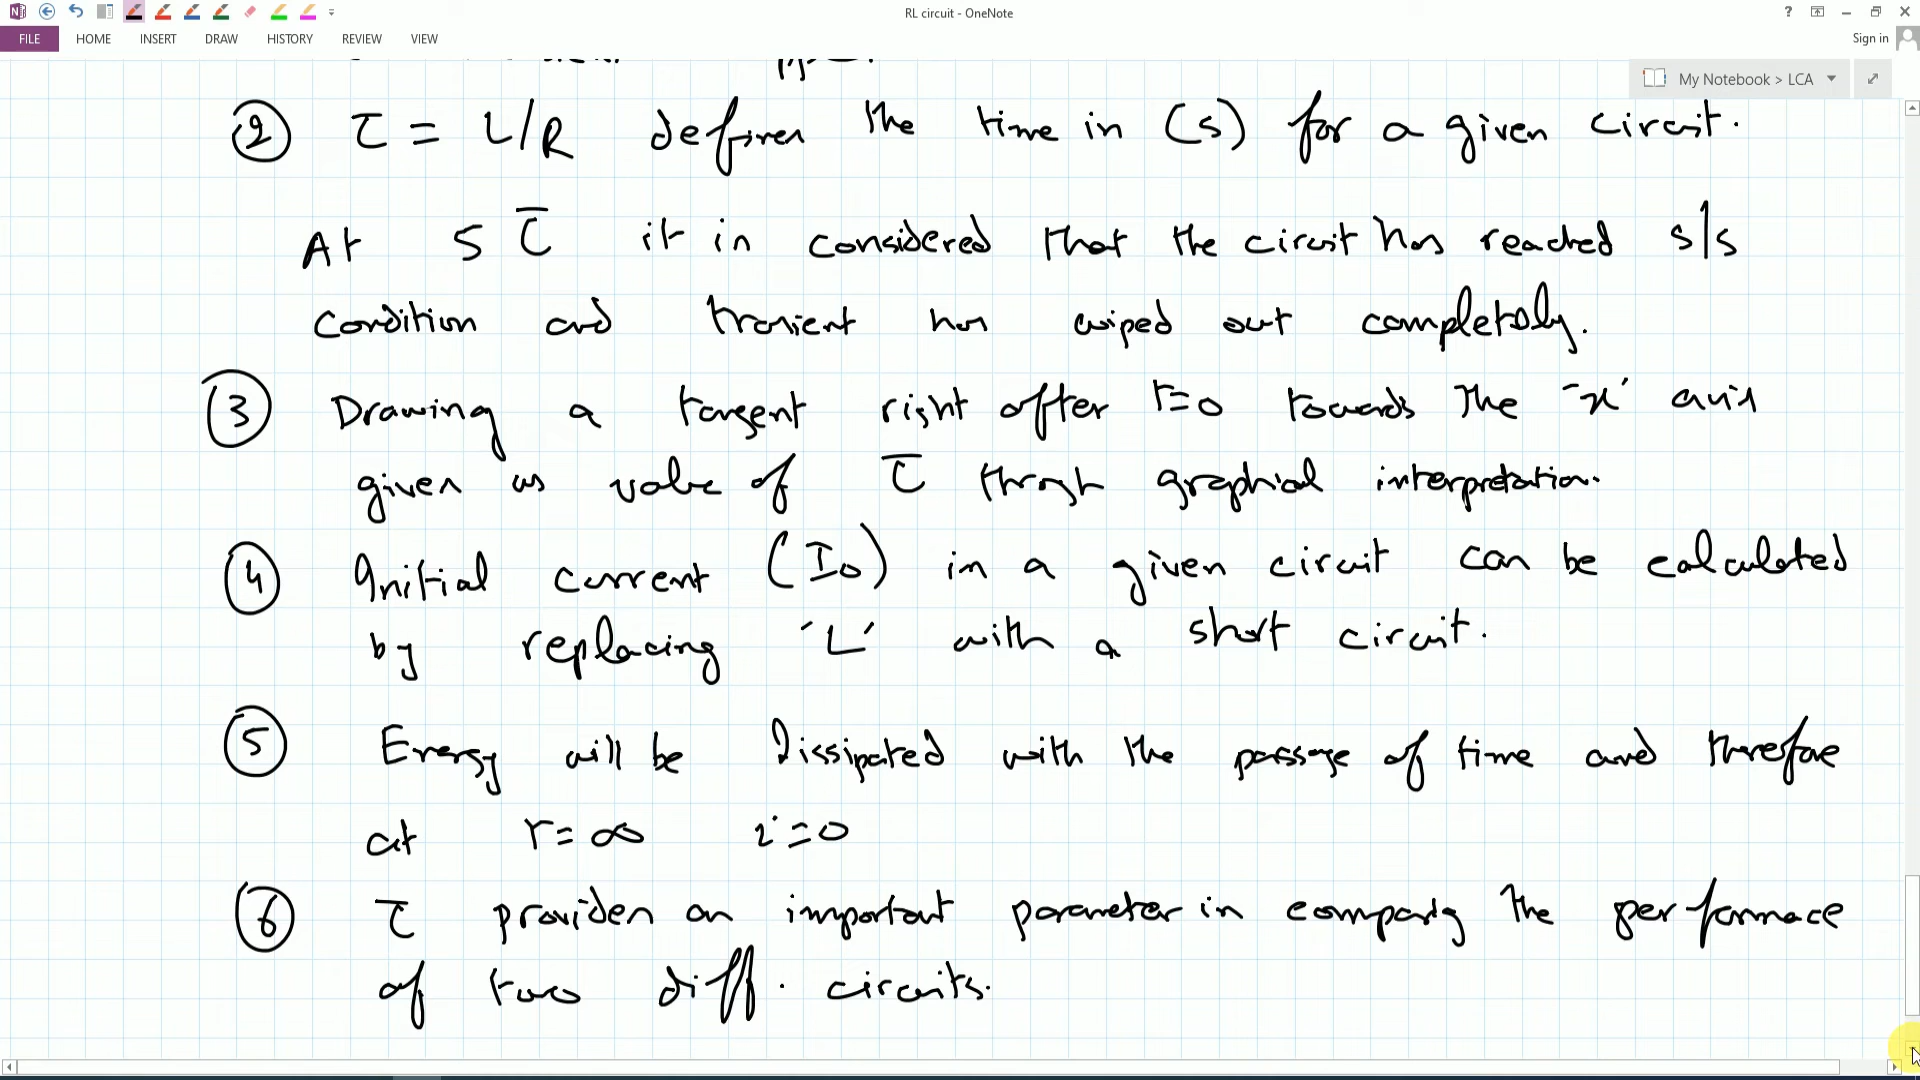 RL circuit - OneNote
?
FILE HOME INSERT DRAW HISTORY REVIEW VIEW
Sign in
My Notebook > LCA
② τ = L/R defines the time in (s) for a given circuit.
At 5 τ it is considered that the circuit has reached s/s
condition and transient has wiped out completely.
③ Drawing a tangent right after t=0 towards the 'x' axis
given us value of τ through graphical interpretation.
④ Initial current (I₀) in a given circuit can be calculated
by replacing 'L' with a short circuit.
⑤ Energy will be dissipated with the passage of time and therefore
at t=∞ i=0
⑥ τ provides an important parameter in comparing the performace
of two diff. circuits.